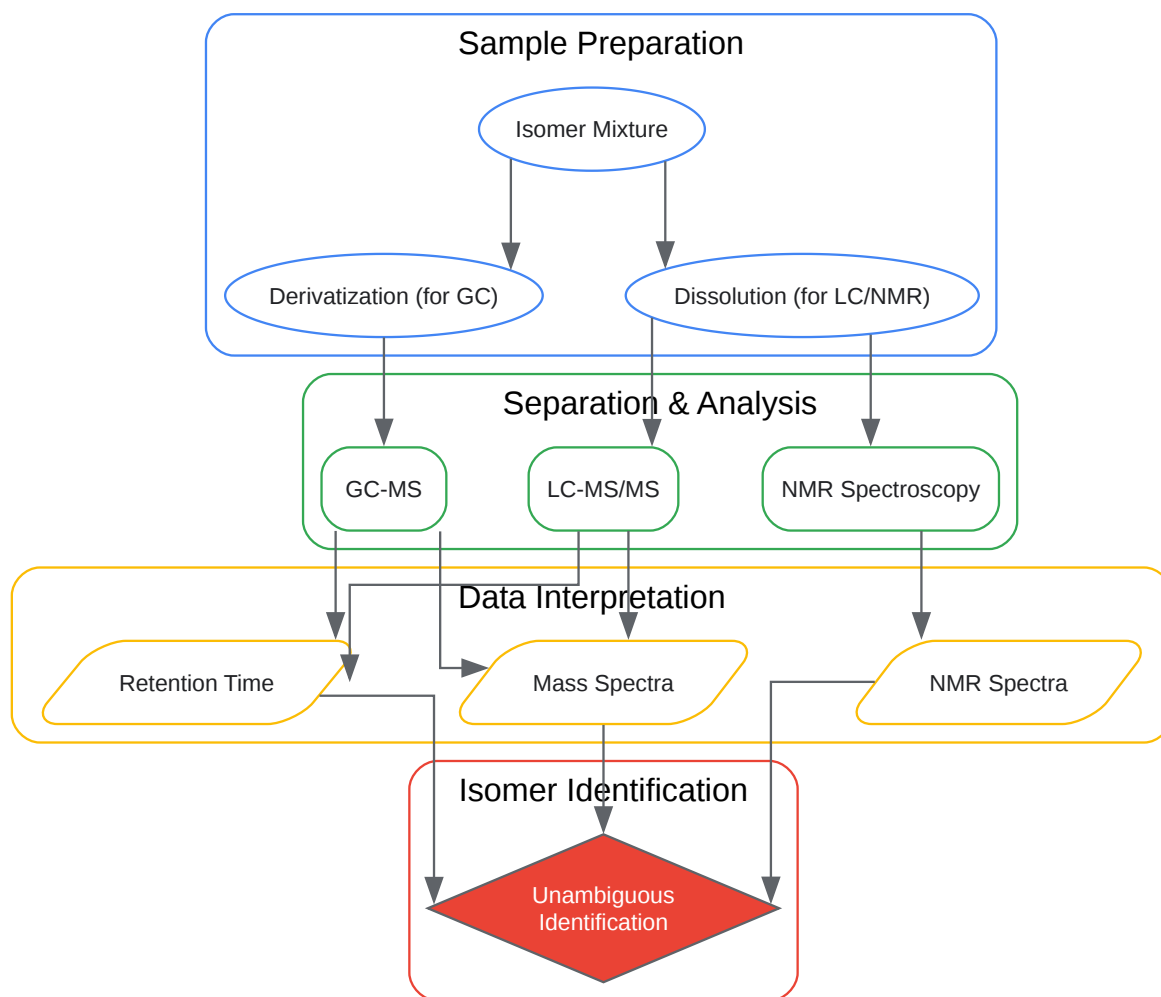 Sample Preparation
Isomer Mixture
Derivatization (for GC)
Dissolution (for LC/NMR)
Separation & Analysis
GC-MS
LC-MS/MS
NMR Spectroscopy
Data Interpretation
Retention Time
Mass Spectra
NMR Spectra
Isomer Identification
Unambiguous
Identification